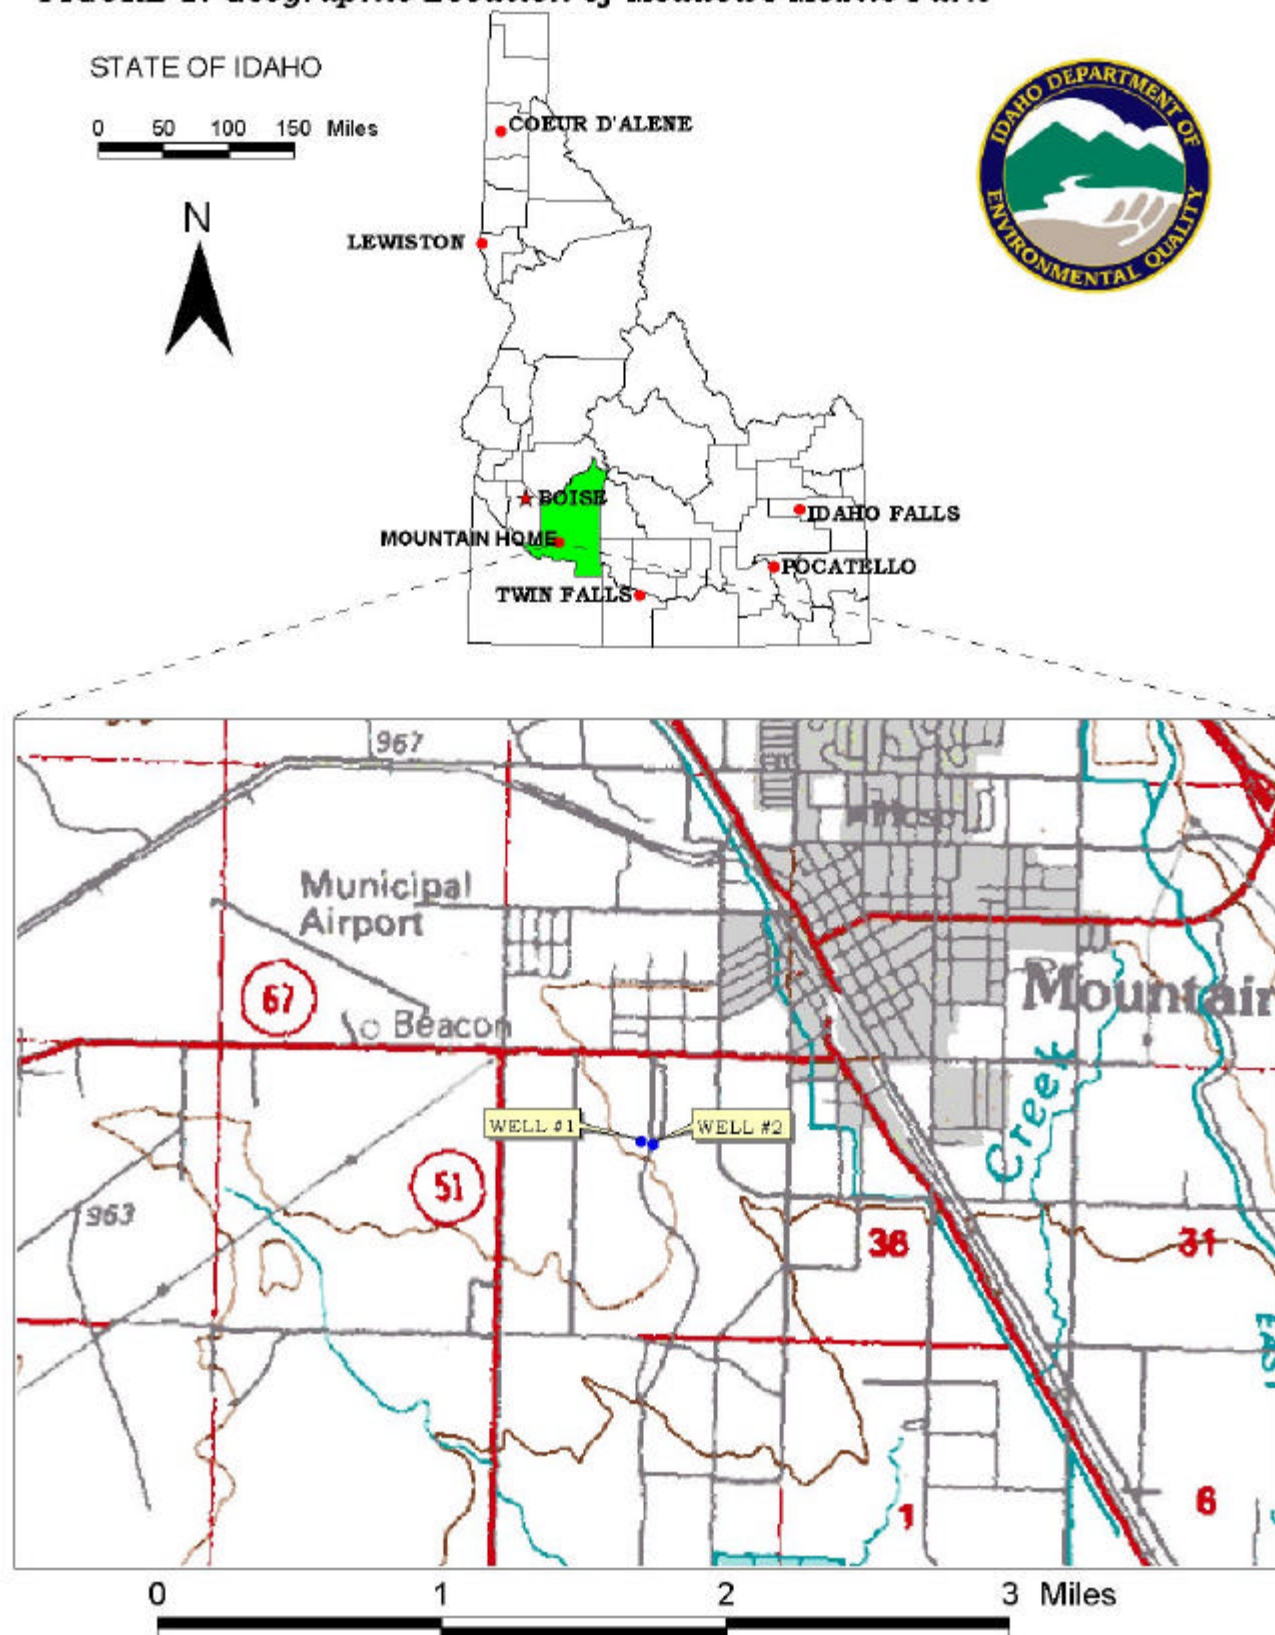 STATE OF IDAHO
0 50 100 150 Miles
N
COEUR D'ALENE
LEWISTON
BOISE
MOUNTAIN HOME
TWIN FALLS
IDAHO FALLS
POCATELLO
IDAHO DEPARTMENT OF
ENVIRONMENTAL QUALITY
967
Municipal
Airport
67
Beacon
Mountain
Creek
WELL #1
WELL #2
51
963
36
31
EAST
1
6
0 1 2 3 Miles